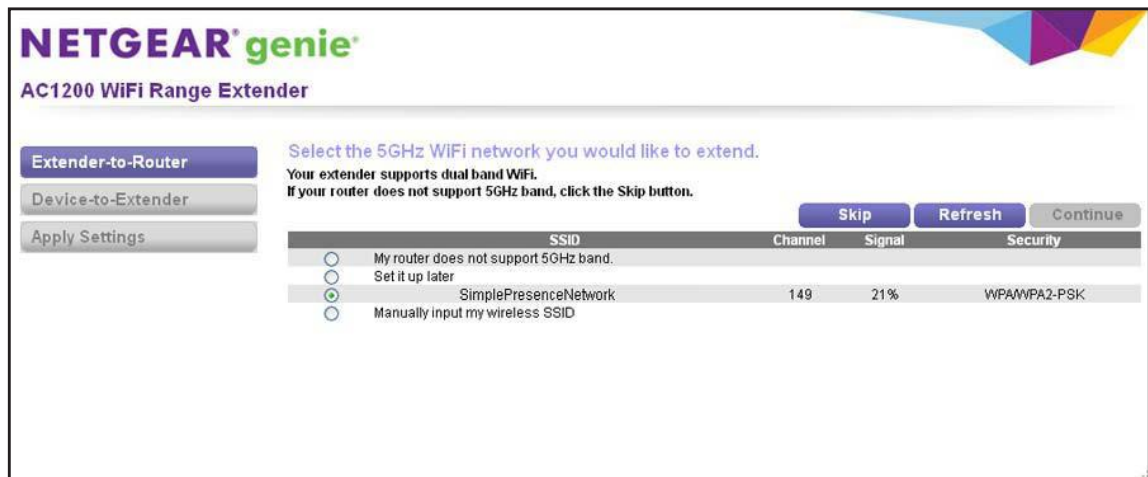 NETGEAR® genie®
AC1200 WiFi Range Extender
Extender-to-Router
Device-to-Extender
Apply Settings
Select the 5GHz WiFi network you would like to extend.
Your extender supports dual band WiFi.
If your router does not support 5GHz band, click the Skip button.
Skip Refresh Continue
SSID Channel Signal Security
My router does not support 5GHz band.
Set it up later
SimplePresenceNetwork 149 21% WPA/WPA2-PSK
Manually input my wireless SSID